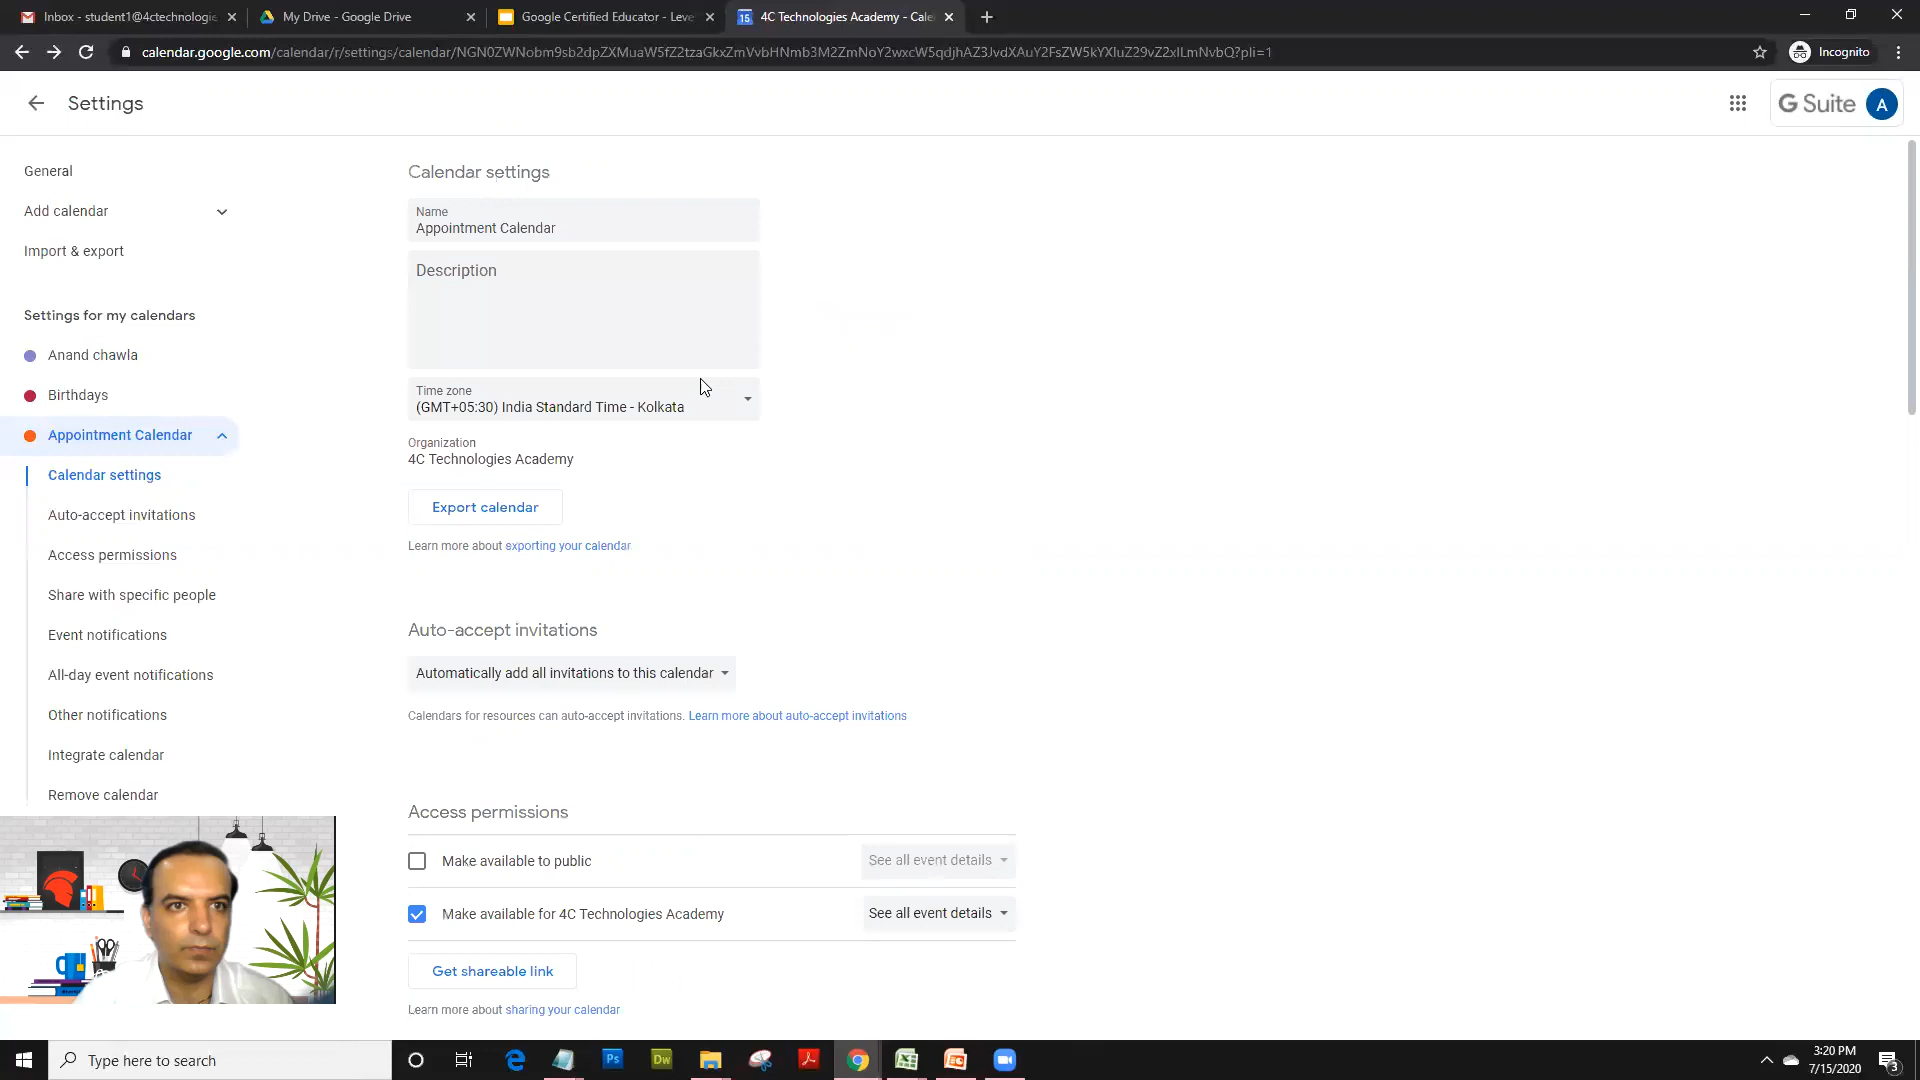 Inbox - student1@4ctechnologie
My Drive - Google Drive
Google Certified Educator - Leve
4C Technologies Academy - Cale
calendar.google.com/calendar/r/settings/calendar/
?pli=1
Incognito
Settings
G Suite
A
General
Add calendar
Import & export
Settings for my calendars
Anand chawla
Birthdays
Appointment Calendar
Calendar settings
Auto-accept invitations
Access permissions
Share with specific people
Event notifications
All-day event notifications
Other notifications
Integrate calendar
Remove calendar
Calendar settings
Name
Appointment Calendar
Description
Time zone
(GMT+05:30) India Standard Time - Kolkata
Organization
4C Technologies Academy
Export calendar
Learn more about exporting your calendar
Auto-accept invitations
Automatically add all invitations to this calendar
Calendars for resources can auto-accept invitations. Learn more about auto-accept invitations
Access permissions
Make available to public
See all event details
Make available for 4C Technologies Academy
See all event details
Get shareable link
Learn more about sharing your calendar
Type here to search
Ps
Dw
3:20 PM
7/15/2020
3